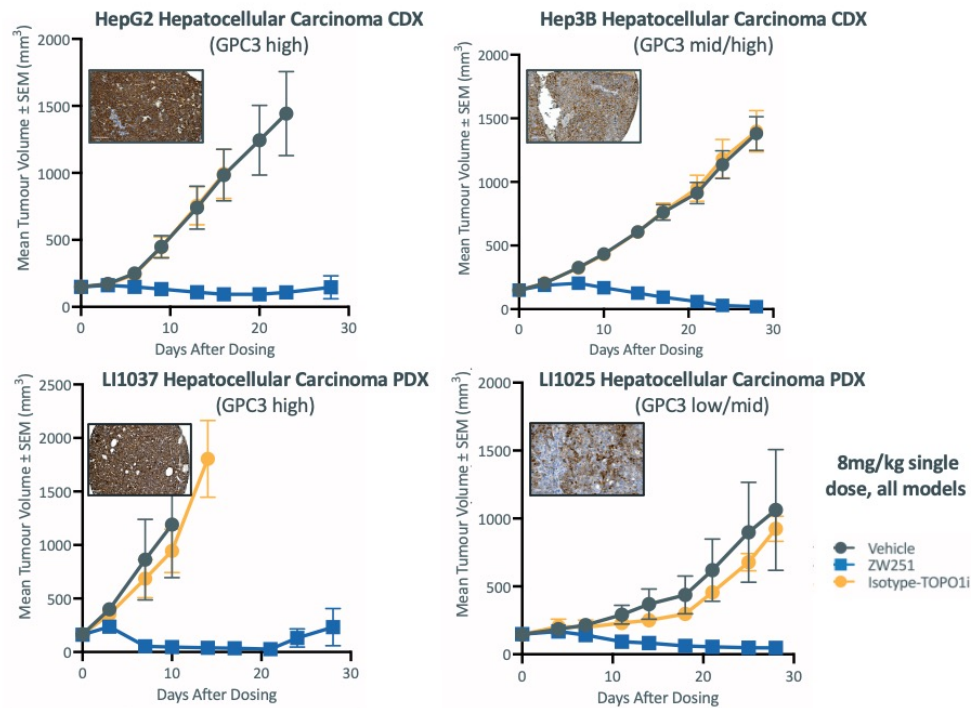 HepG2 Hepatocellular Carcinoma CDX
(GPC3 high)
Mean Tumour Volume ± SEM (mm³)
2000
1500
1000
500
0
0
10
20
30
Days After Dosing
Hep3B Hepatocellular Carcinoma CDX
(GPC3 mid/high)
Mean Tumour Volume ± SEM (mm³)
2000
1500
1000
500
0
0
10
20
30
Days After Dosing
LI1037 Hepatocellular Carcinoma PDX
(GPC3 high)
Mean Tumour Volume ± SEM (mm³)
2500
2000
1500
1000
500
0
0
10
20
30
Days After Dosing
LI1025 Hepatocellular Carcinoma PDX
(GPC3 low/mid)
Mean Tumour Volume ± SEM (mm³)
2000
1500
1000
500
0
0
10
20
30
Days After Dosing
8mg/kg single
dose, all models
Vehicle
ZW251
Isotype-TOPO1i